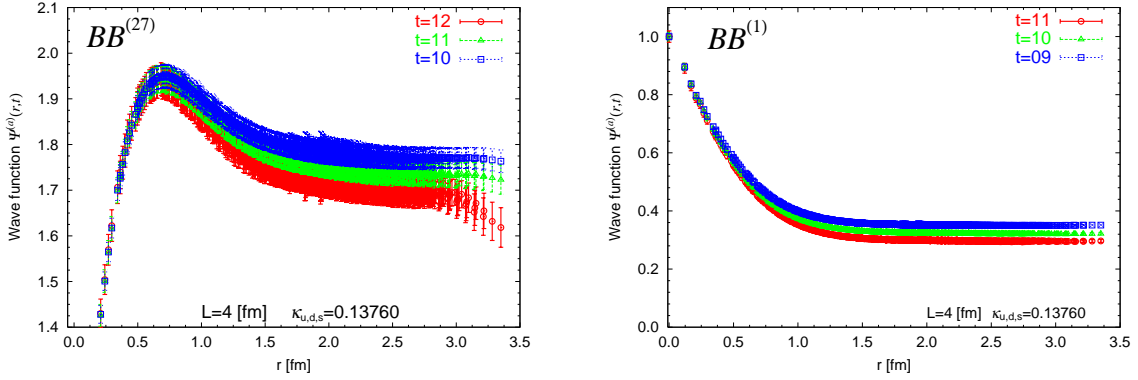 BB^(27)
t=12
t=11
t=10
Wave function Ψ^(a)(r,t)
2.1
2.0
1.9
1.8
1.7
1.6
1.5
1.4
L=4 [fm] κ_u,d,s=0.13760
0.0 0.5 1.0 1.5 2.0 2.5 3.0 3.5
r [fm]
BB^(1)
t=11
t=10
t=09
Wave function Ψ^(a)(r,t)
1.0
0.8
0.6
0.4
0.2
0.0
L=4 [fm] κ_u,d,s=0.13760
0.0 0.5 1.0 1.5 2.0 2.5 3.0 3.5
r [fm]